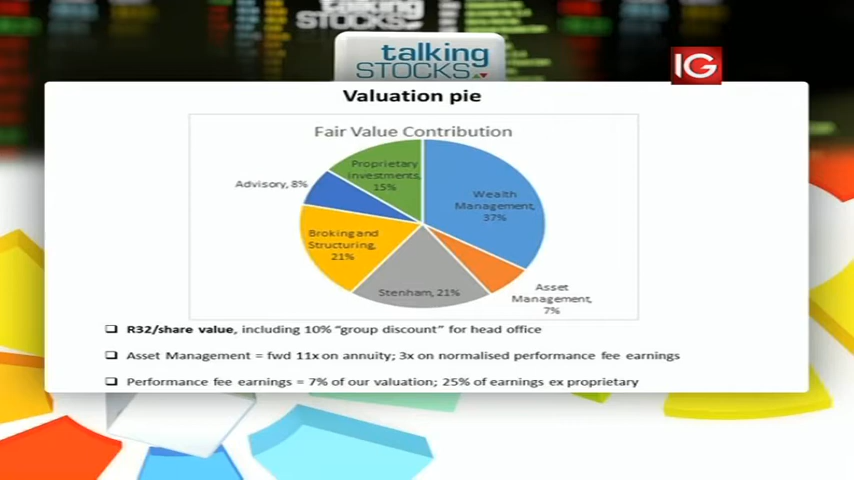 talking
STOCKS
talking
STOCKS
IG
Valuation pie
Fair Value Contribution
Proprietary
Investments,
15%
Advisory, 8%
Wealth
Management,
37%
Broking and
Structuring,
21%
Stenham, 21%
Asset
Management,
7%
R32/share value, including 10% “group discount” for head office
Asset Management = fwd 11x on annuity; 3x on normalised performance fee earnings
Performance fee earnings = 7% of our valuation; 25% of earnings ex proprietary